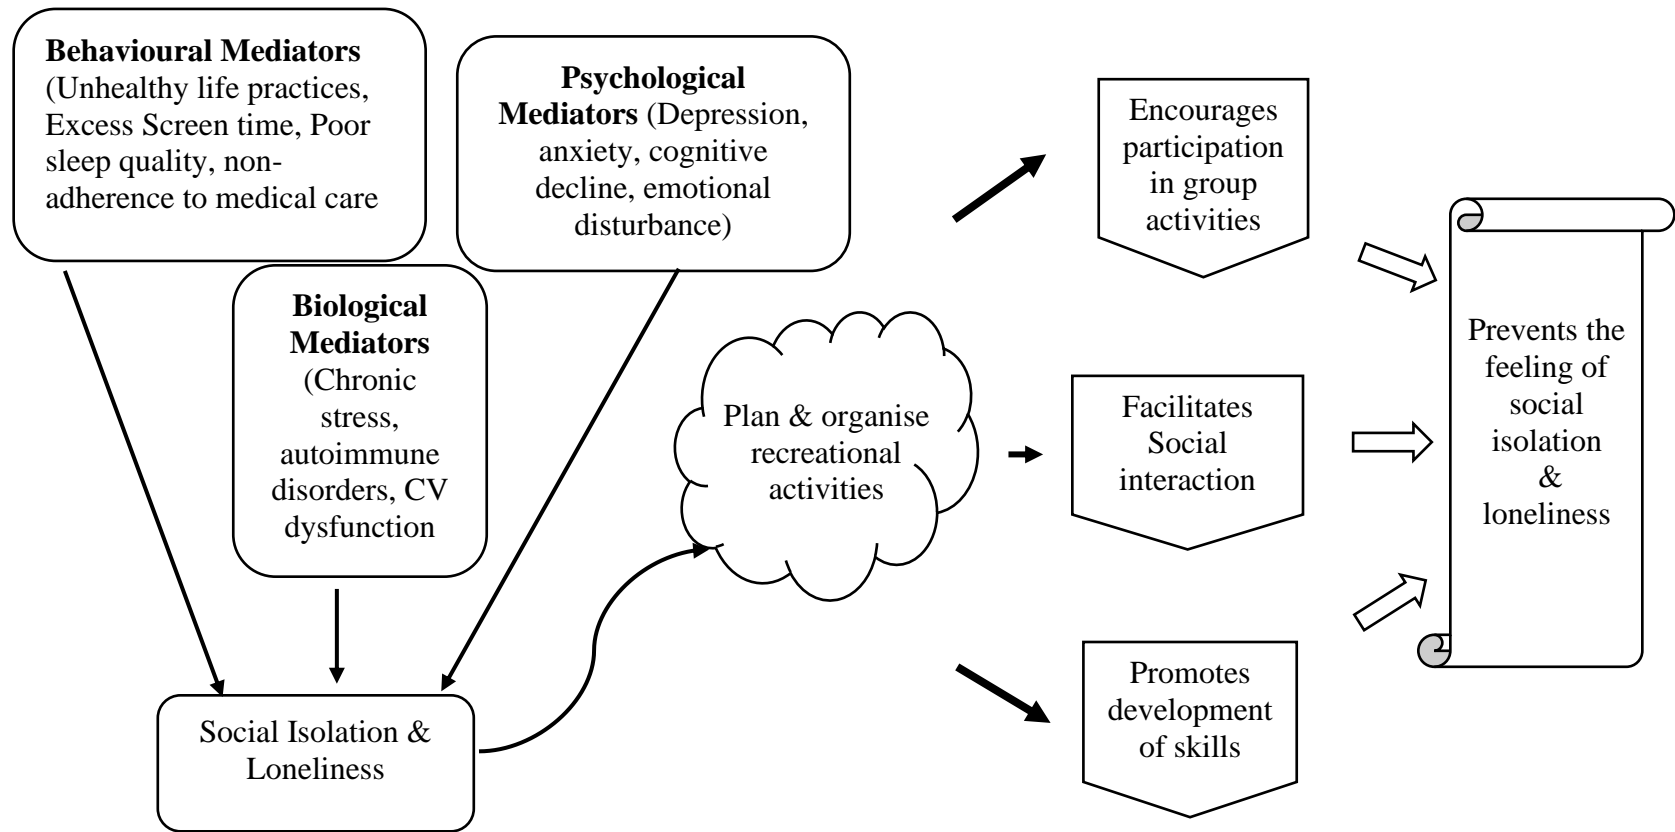 Behavioural Mediators
(Unhealthy life practices,
Excess Screen time, Poor
sleep quality, non-
adherence to medical care
Psychological
Mediators (Depression,
anxiety, cognitive
decline, emotional
disturbance)
Biological
Mediators
(Chronic
stress,
autoimmune
disorders, CV
dysfunction
Social Isolation &
Loneliness
Plan & organise
recreational
activities
Encourages
participation
in group
activities
Facilitates
Social
interaction
Promotes
development
of skills
Prevents the
feeling of
social
isolation
&
loneliness